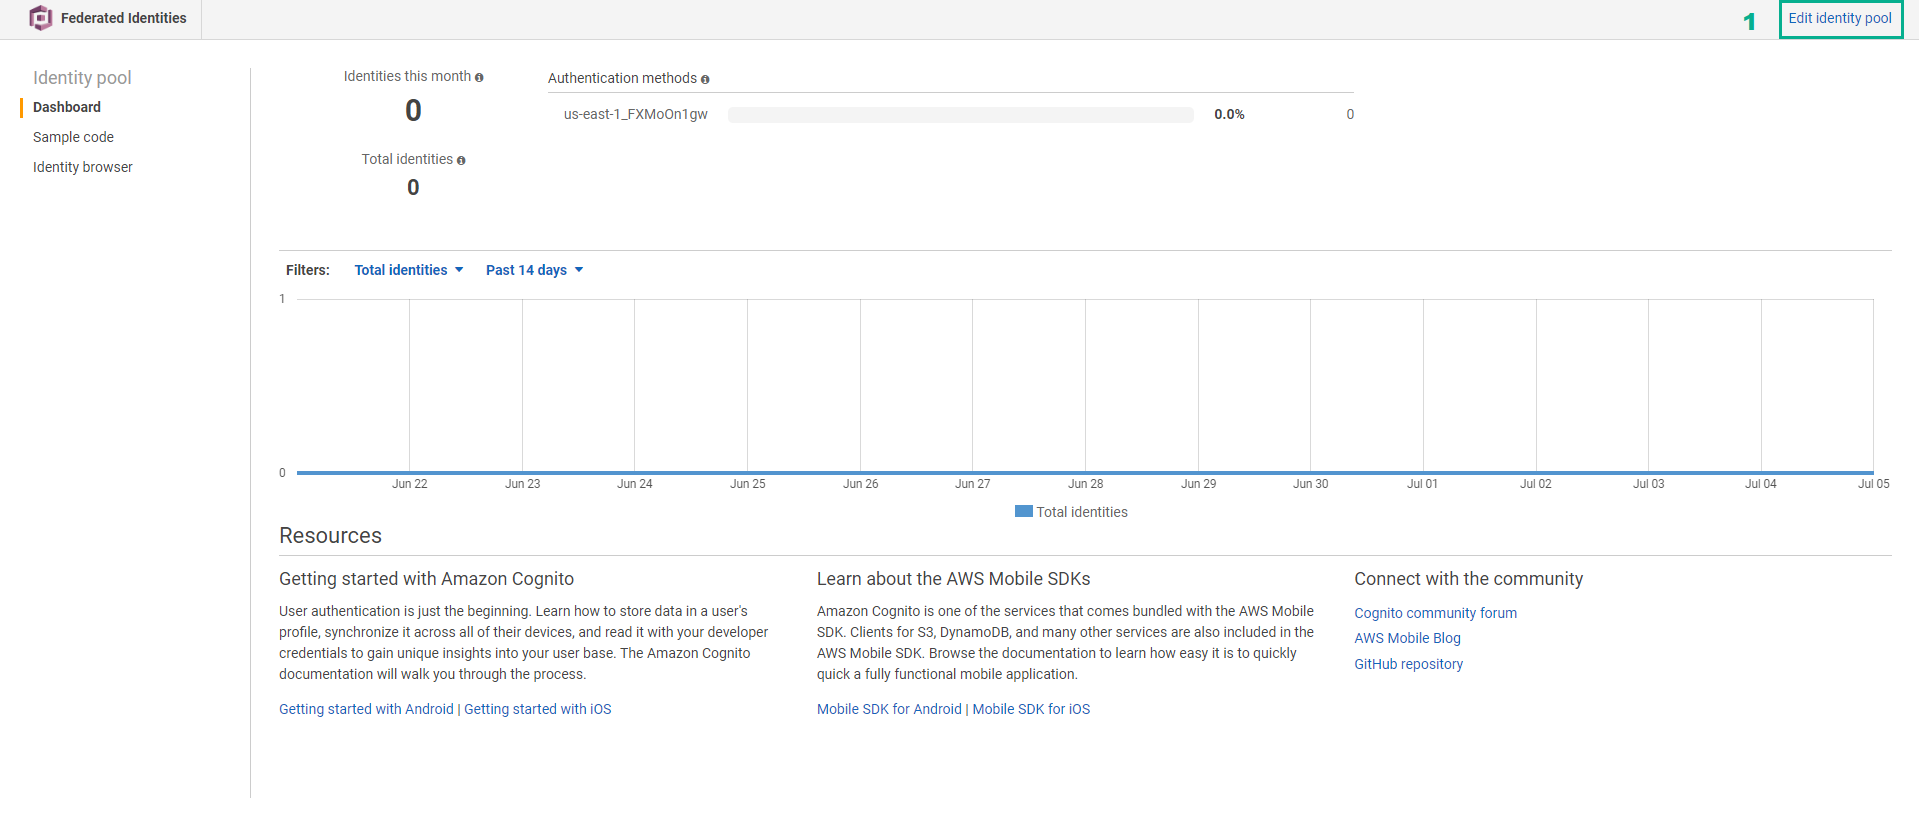 Federated Identities
1
Edit identity pool
Identity pool
Dashboard
Sample code
Identity browser
Identities this month
0
Total identities
0
Authentication methods
us-east-1_FXMoOn1gw 0.0% 0
Filters: Total identities Past 14 days
1
0
Jun 22 Jun 23 Jun 24 Jun 25 Jun 26 Jun 27 Jun 28 Jun 29 Jun 30 Jul 01 Jul 02 Jul 03 Jul 04 Jul 05
Total identities
Resources
Getting started with Amazon Cognito
User authentication is just the beginning. Learn how to store data in a user's
profile, synchronize it across all of their devices, and read it with your developer
credentials to gain unique insights into your user base. The Amazon Cognito
documentation will walk you through the process.
Getting started with Android | Getting started with iOS
Learn about the AWS Mobile SDKs
Amazon Cognito is one of the services that comes bundled with the AWS Mobile
SDK. Clients for S3, DynamoDB, and many other services are also included in the
AWS Mobile SDK. Browse the documentation to learn how easy it is to quickly
quick a fully functional mobile application.
Mobile SDK for Android | Mobile SDK for iOS
Connect with the community
Cognito community forum
AWS Mobile Blog
GitHub repository